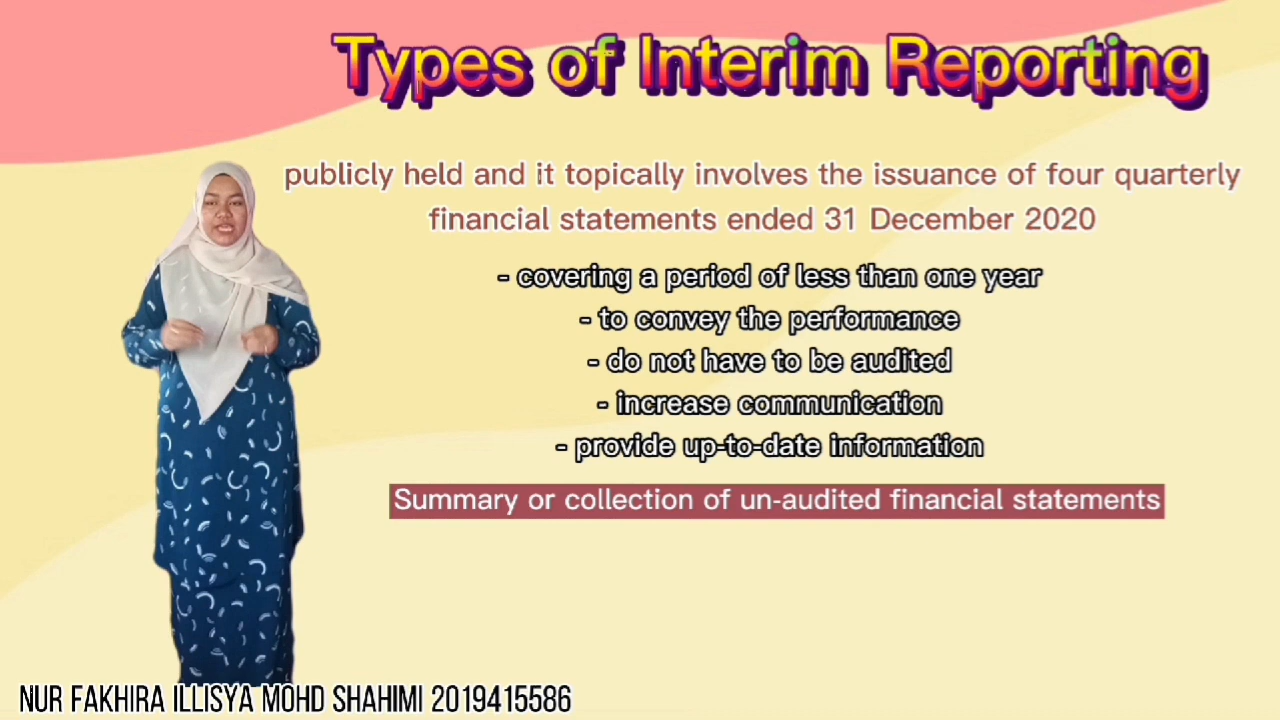 Types of Interim Reporting
publicly held and it topically involves the issuance of four quarterly
financial statements ended 31 December 2020
- covering a period of less than one year
- to convey the performance
- do not have to be audited
- increase communication
- provide up-to-date information
Summary or collection of un-audited financial statements
NUR FAKHIRA ILLISYA MOHD SHAHIMI 2019415586